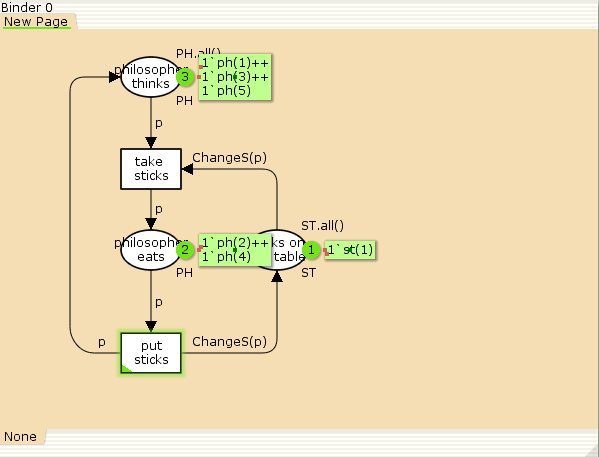 Binder 0
New Page
PH.all()
philosopher
thinks
3
1`ph(1)++
1`ph(3)++
1`ph(5)
PH
p
take
sticks
ChangeS(p)
p
ST.all()
philosopher
eats
2
1`ph(2)++
1`ph(4)
ks on
table
1
1`st(1)
PH
ST
p
put
sticks
p
ChangeS(p)
None